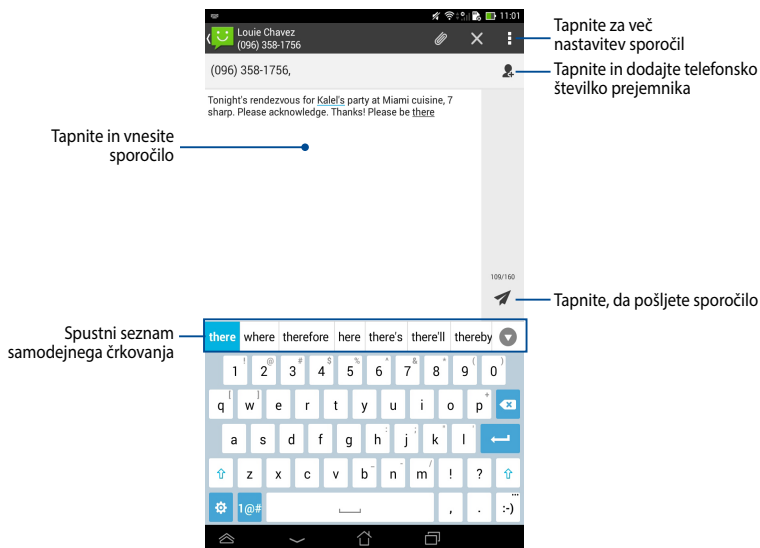 11:01
Louie Chavez
(096) 358-1756
Tapnite za več
nastavitev sporočil
(096) 358-1756,
Tapnite in dodajte telefonsko
številko prejemnika
Tonight's rendezvous for Kalel's party at Miami cuisine, 7
sharp. Please acknowledge. Thanks! Please be there
Tapnite in vnesite
sporočilo
109/160
Tapnite, da pošljete sporočilo
Spustni seznam
samodejnega črkovanja
there where therefore here there's there'll thereby
! @ # $ % ^ & * ( )
1 2 3 4 5 6 7 8 9 0
[ ] +
q w e r t y u i o p
: ; " '
a s d f g h j k l
_ - /
z x c v b n m ! ?
1@# , . :-)